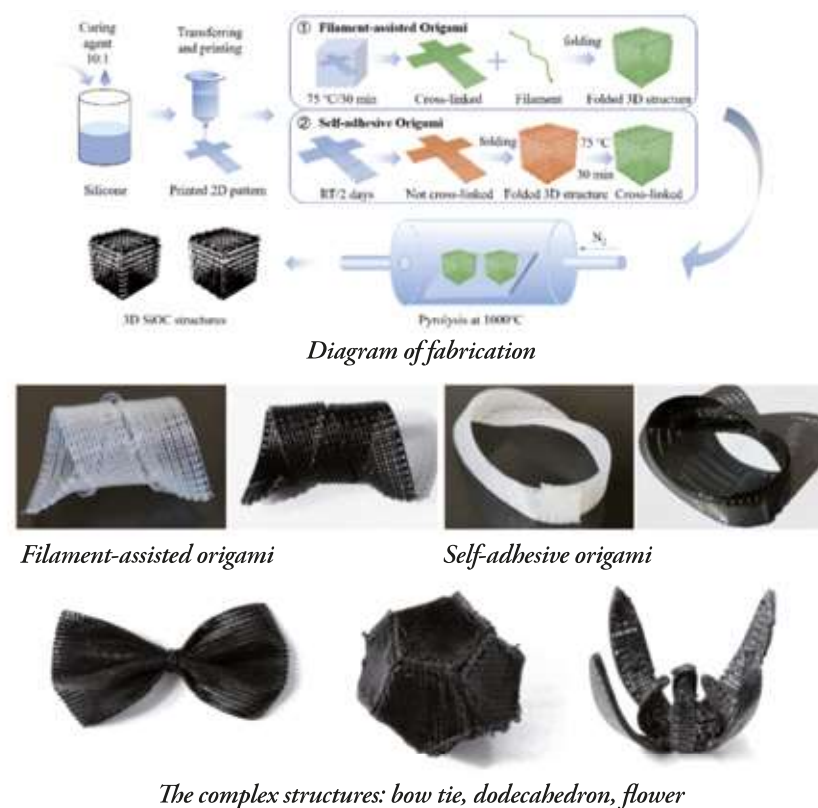 Curing
agent
10:1
Transferring
and printing
Silicone
Printed 2D pattern
① Filament-assisted Origami
folding
75 °C/30 min
Cross-linked
Filament
Folded 3D structure
② Self-adhesive Origami
folding
75 °C
30 min
RT/2 days
Not cross-linked
Folded 3D structure
Cross-linked
N₂
3D SiOC structures
Pyrolysis at 1000°C
Diagram of fabrication
Filament-assisted origami
Self-adhesive origami
The complex structures: bow tie, dodecahedron, flower